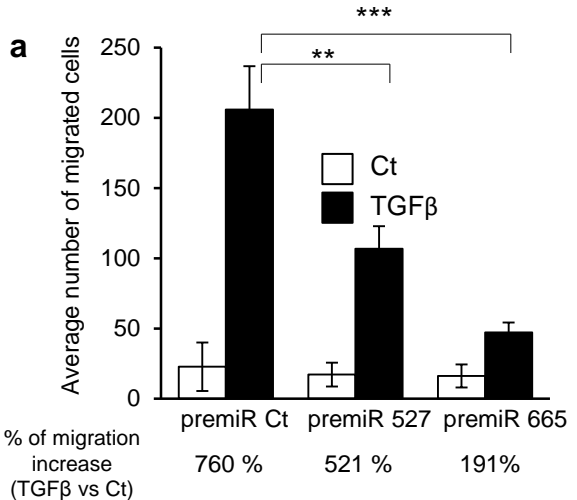 a
***
**
Average number of migrated cells
250
200
150
100
50
0
Ct
TGFβ
premiR Ct premiR 527 premiR 665
% of migration
increase
(TGFβ vs Ct)
760 % 521 % 191%